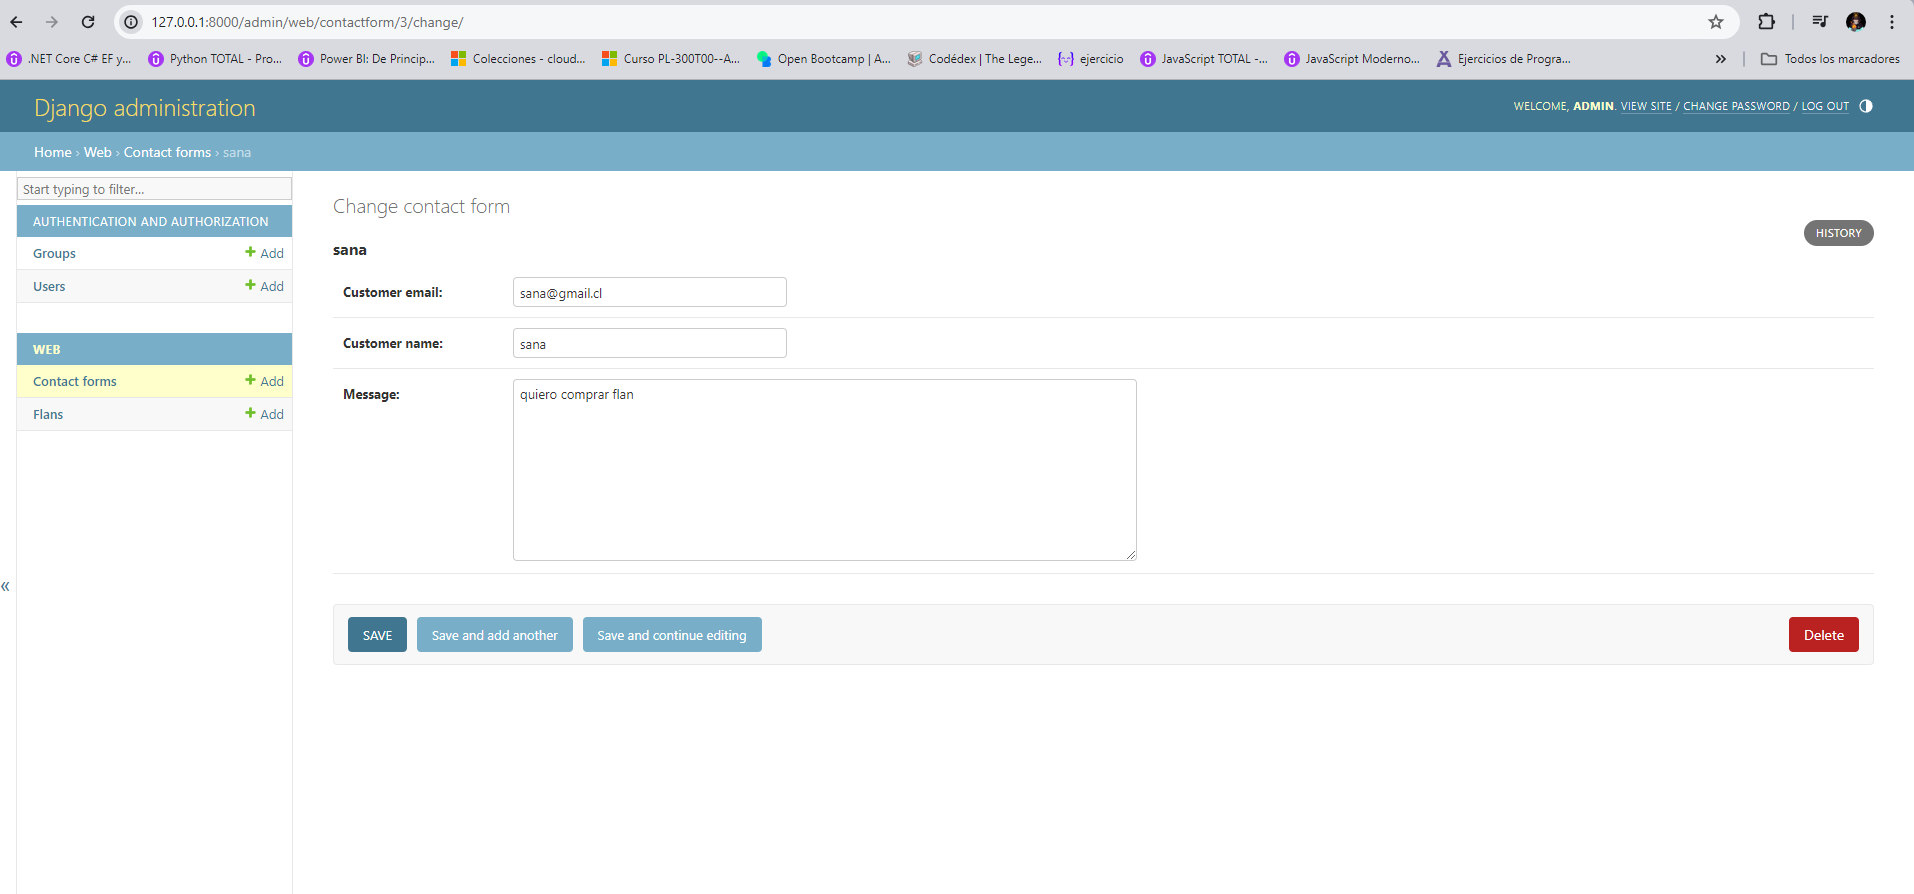 127.0.0.1:8000/admin/web/contactform/3/change/
.NET Core C# EF y... Python TOTAL - Pro... Power BI: De Princip... Colecciones - cloud... Curso PL-300T00--A... Open Bootcamp | A... Codédex | The Lege... ejercicio JavaScript TOTAL -... JavaScript Moderno... Ejercicios de Progra... » Todos los marcadores
Django administration
WELCOME, ADMIN. VIEW SITE / CHANGE PASSWORD / LOG OUT
Home › Web › Contact forms › sana
Start typing to filter...
AUTHENTICATION AND AUTHORIZATION
Groups + Add
Users + Add
WEB
Contact forms + Add
Flans + Add
«
Change contact form
HISTORY
sana
Customer email: sana@gmail.cl
Customer name: sana
Message: quiero comprar flan
SAVE Save and add another Save and continue editing Delete